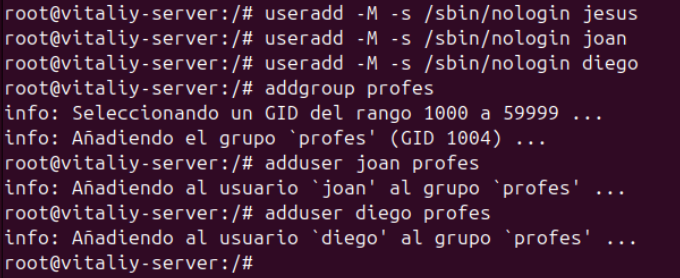 root@vitaliy-server:/# useradd -M -s /sbin/nologin jesus
root@vitaliy-server:/# useradd -M -s /sbin/nologin joan
root@vitaliy-server:/# useradd -M -s /sbin/nologin diego
root@vitaliy-server:/# addgroup profes
info: Seleccionando un GID del rango 1000 a 59999 ...
info: Añadiendo el grupo `profes' (GID 1004) ...
root@vitaliy-server:/# adduser joan profes
info: Añadiendo al usuario `joan' al grupo `profes' ...
root@vitaliy-server:/# adduser diego profes
info: Añadiendo al usuario `diego' al grupo `profes' ...
root@vitaliy-server:/#